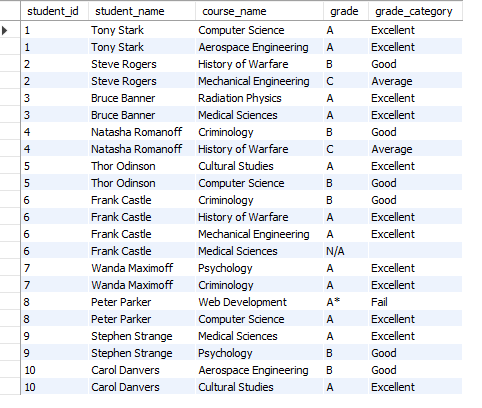 student_id student_name course_name grade grade_category
1 Tony Stark Computer Science A Excellent
1 Tony Stark Aerospace Engineering A Excellent
2 Steve Rogers History of Warfare B Good
2 Steve Rogers Mechanical Engineering C Average
3 Bruce Banner Radiation Physics A Excellent
3 Bruce Banner Medical Sciences A Excellent
4 Natasha Romanoff Criminology B Good
4 Natasha Romanoff History of Warfare C Average
5 Thor Odinson Cultural Studies A Excellent
5 Thor Odinson Computer Science B Good
6 Frank Castle Criminology B Good
6 Frank Castle History of Warfare A Excellent
6 Frank Castle Mechanical Engineering A Excellent
6 Frank Castle Medical Sciences N/A
7 Wanda Maximoff Psychology A Excellent
7 Wanda Maximoff Criminology A Excellent
8 Peter Parker Web Development A* Fail
8 Peter Parker Computer Science A Excellent
9 Stephen Strange Medical Sciences A Excellent
9 Stephen Strange Psychology B Good
10 Carol Danvers Aerospace Engineering B Good
10 Carol Danvers Cultural Studies A Excellent